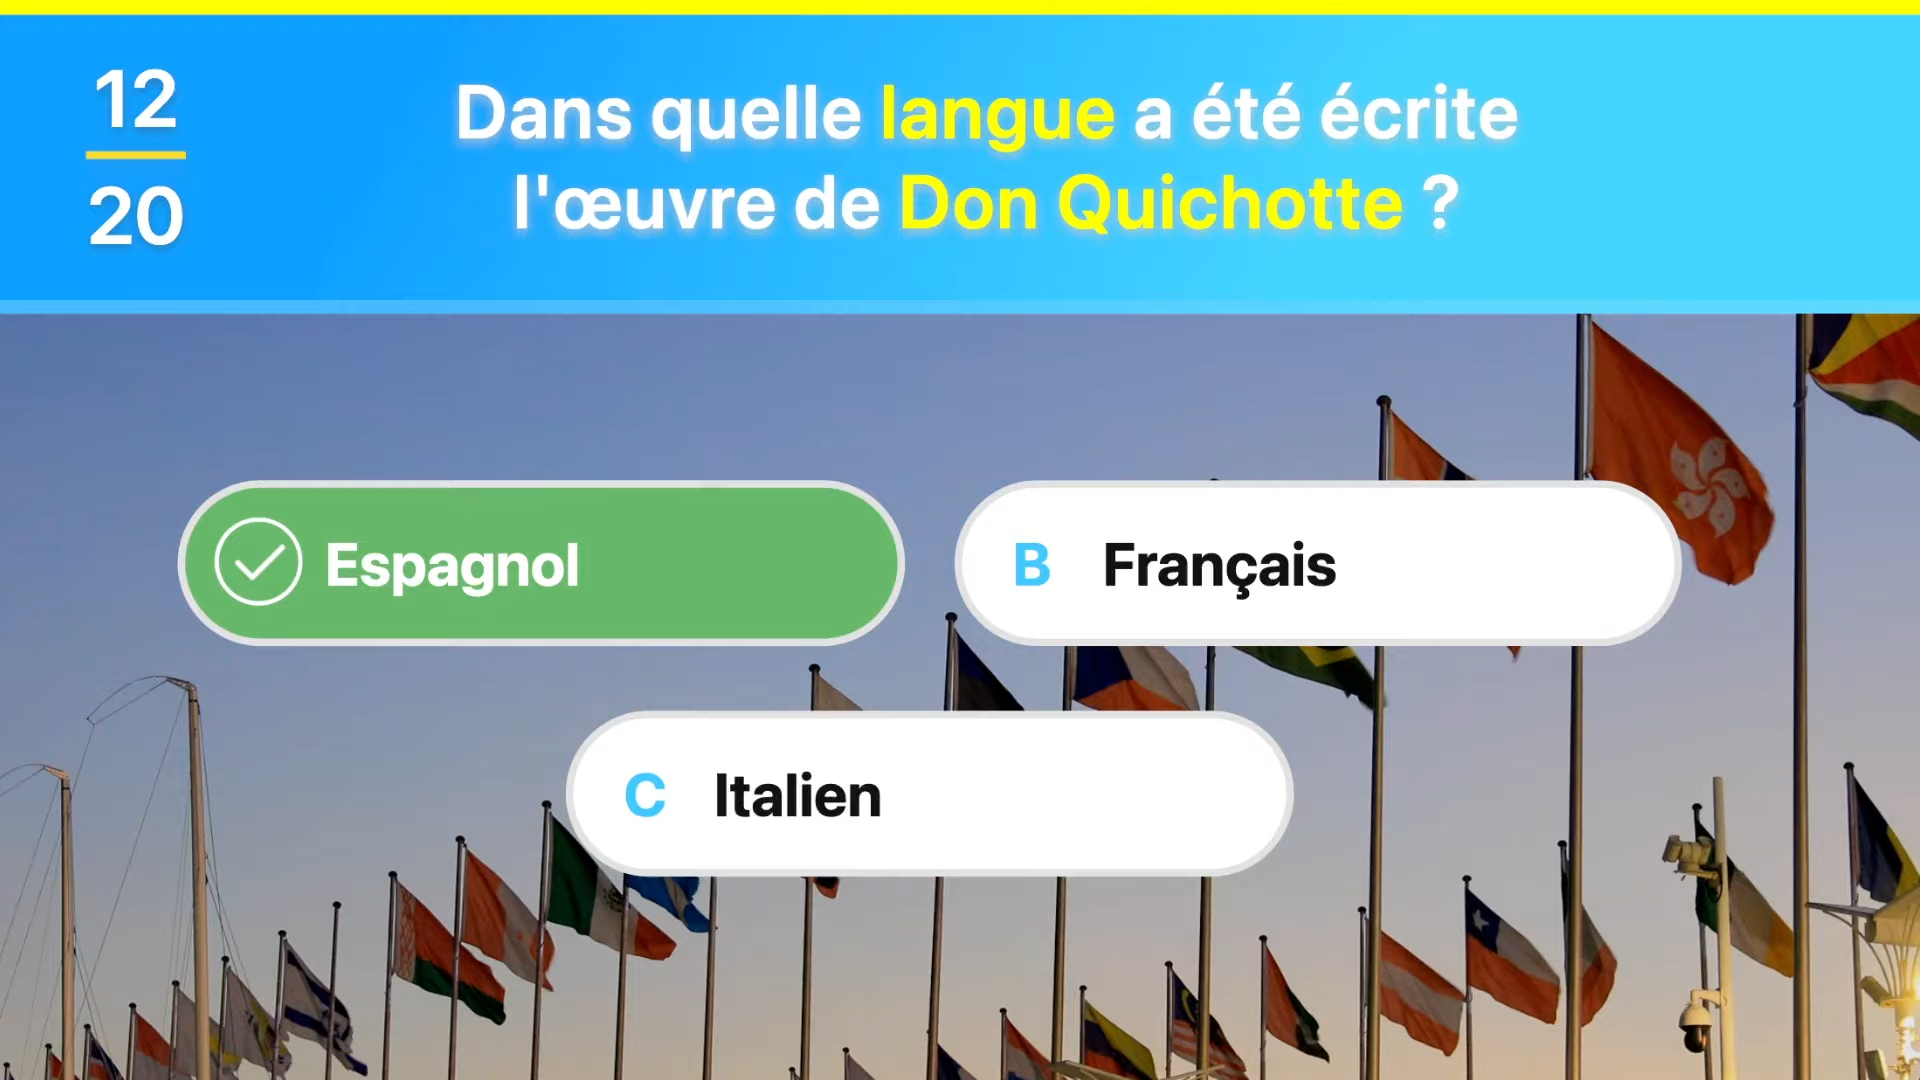 12
20
Dans quelle langue a été écrite
l'œuvre de Don Quichotte ?
Espagnol
B Français
C Italien